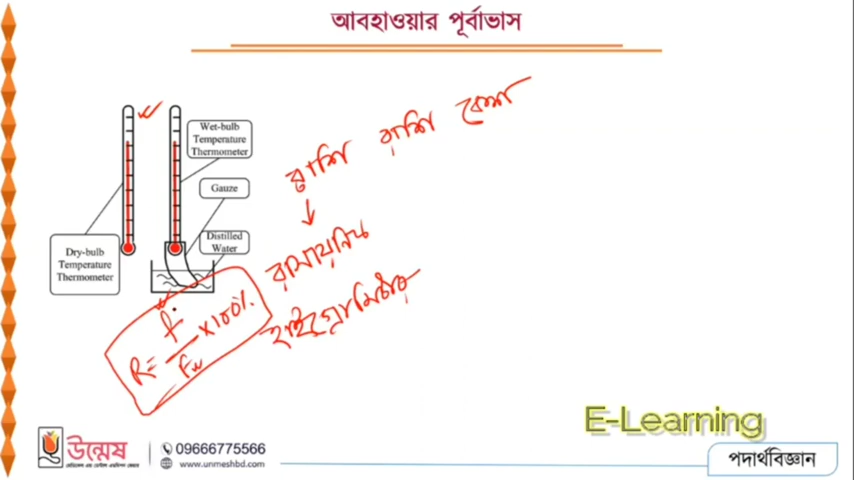 আবহাওয়ার পূর্বাভাস
Wet-bulb
Temperature
Thermometer
Gauze
Distilled
Water
Dry-bulb
Temperature
Thermometer
রাশি রাশি
রাসায়নিক
হাইগ্রোমিটার
R= f/Fw ×100%
E-Learning
উন্মেষ
09666775566
www.unmeshbd.com
পদার্থবিজ্ঞান